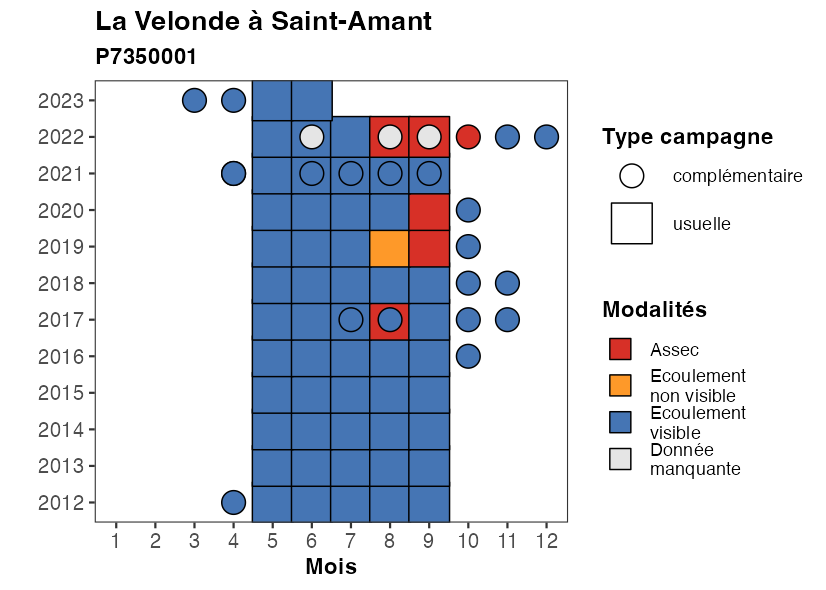 La Velonde à Saint-Amant
P7350001
2023
2022
2021
2020
2019
2018
2017
2016
2015
2014
2013
2012
1 2 3 4 5 6 7 8 9 10 11 12
Mois
Type campagne
complémentaire
usuelle
Modalités
Assec
Ecoulement
non visible
Ecoulement
visible
Donnée
manquante